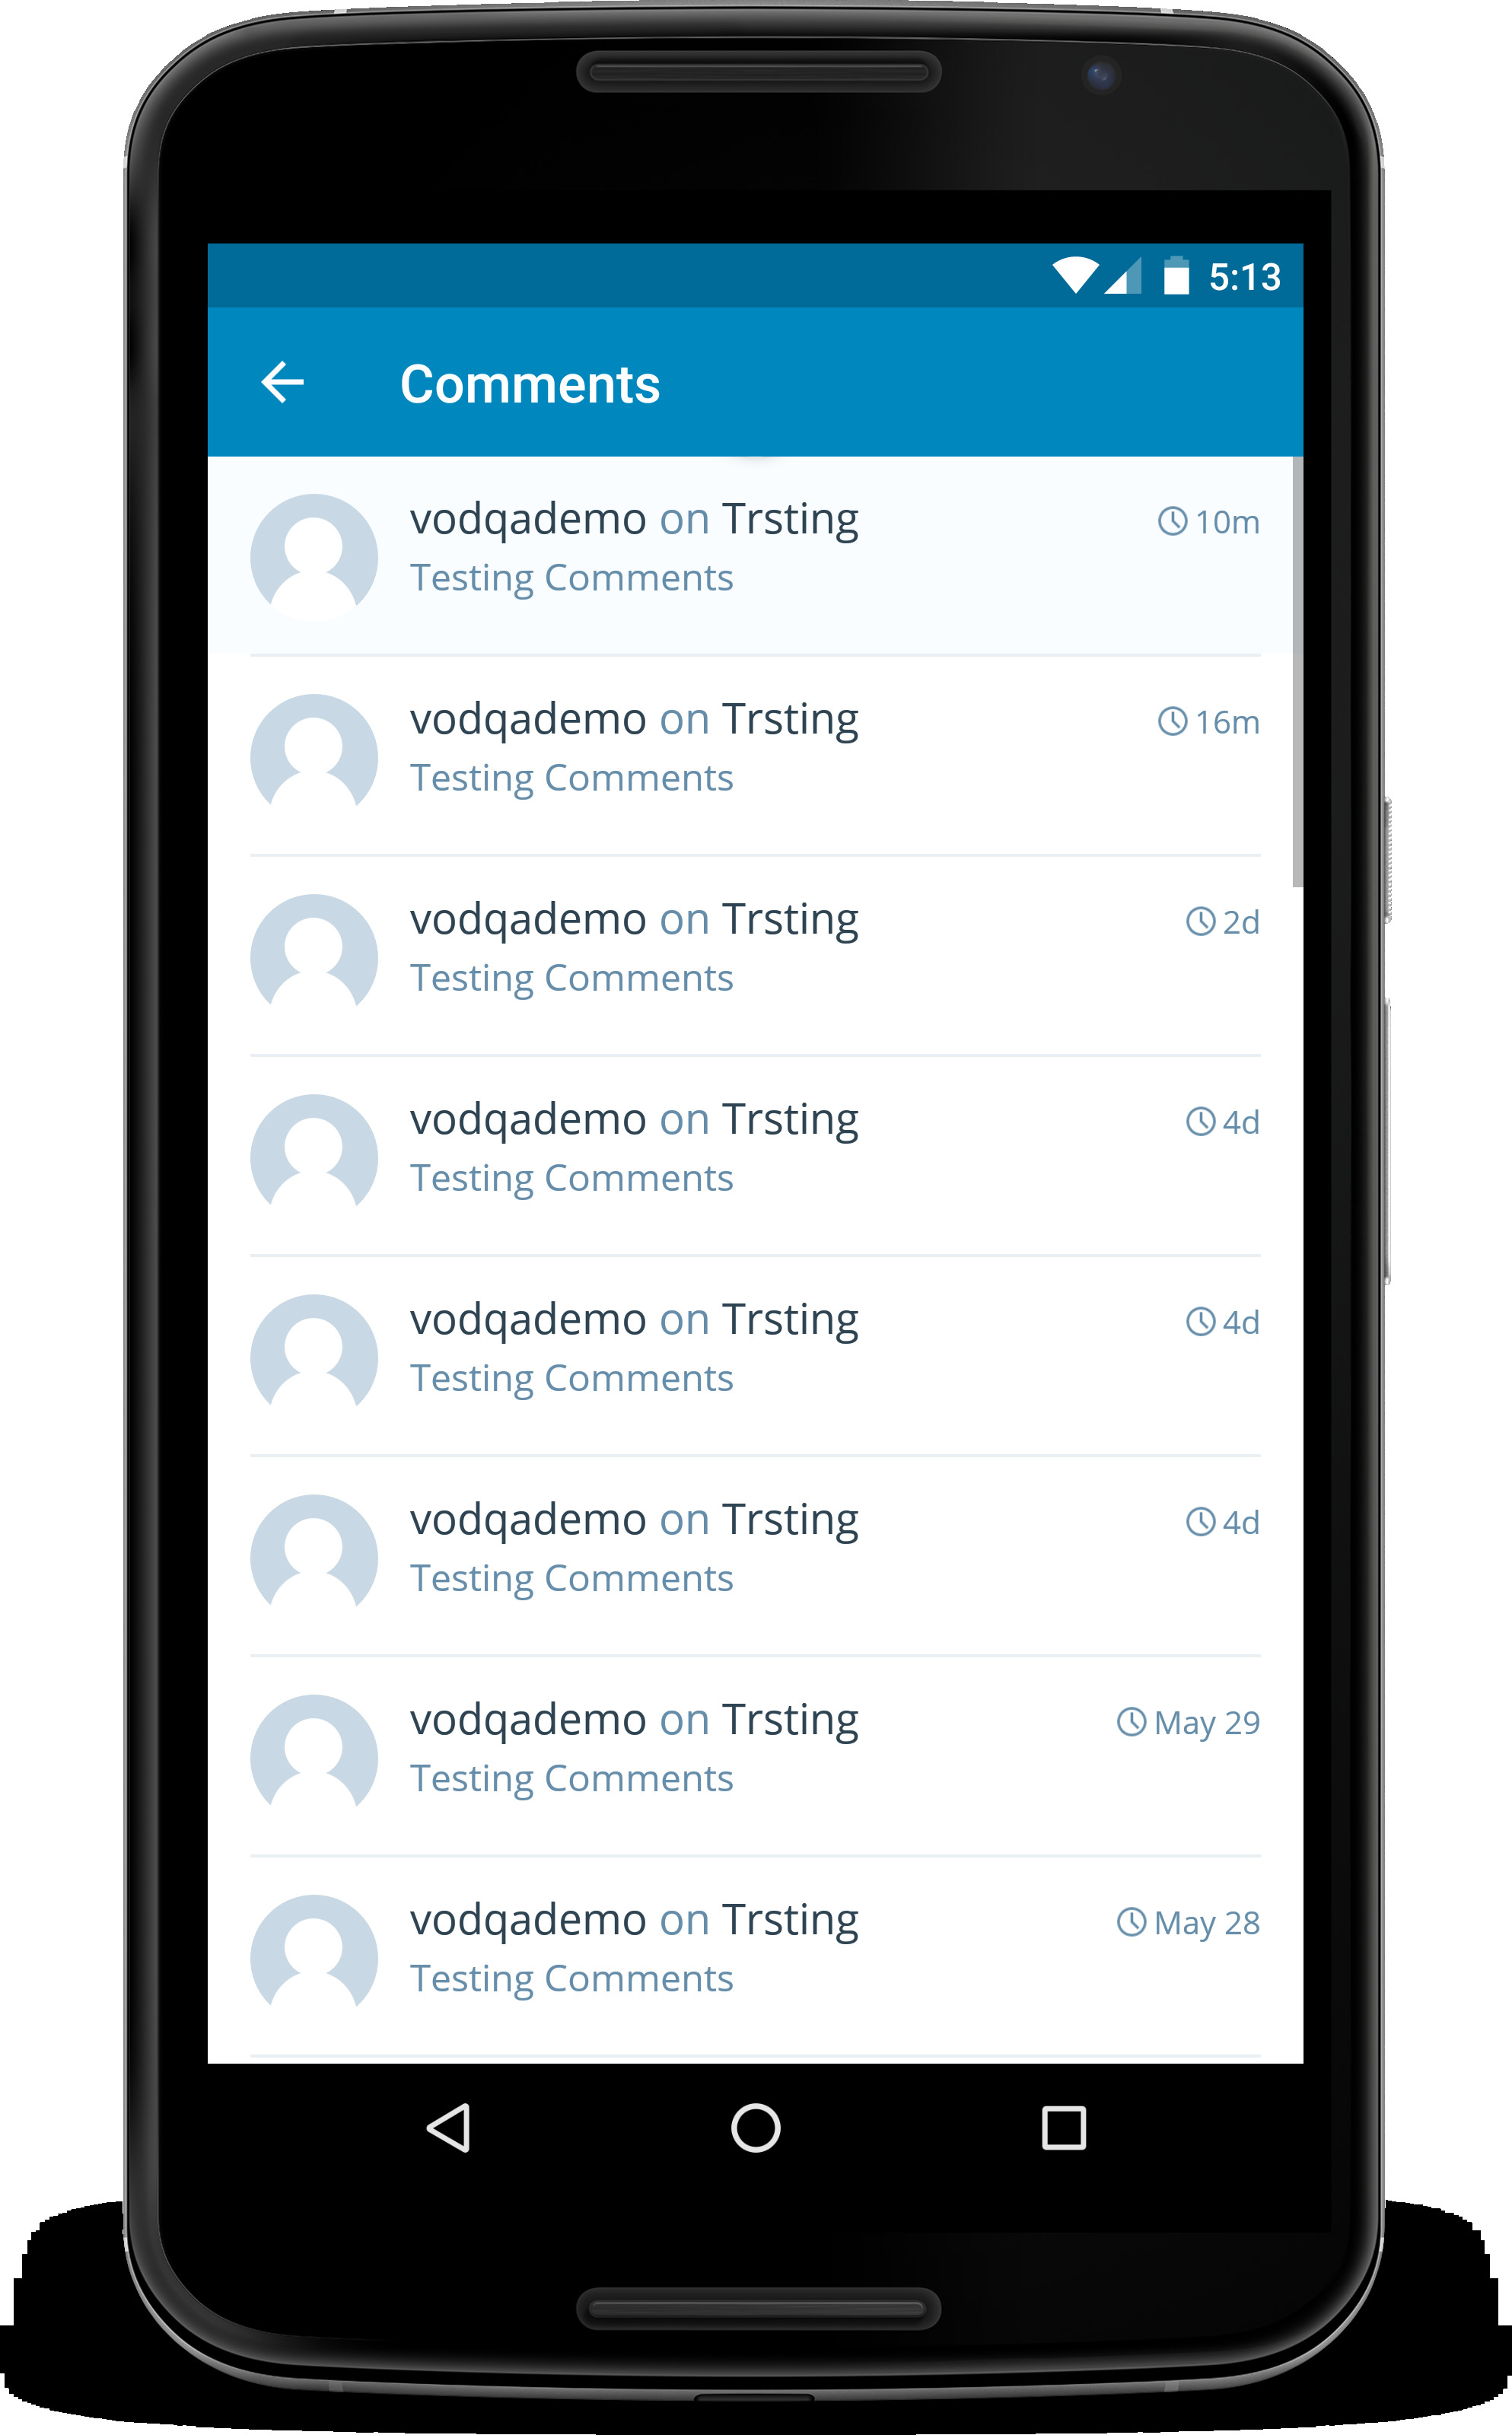 5:13
Comments
vodqademo on Trsting 10m
Testing Comments
vodqademo on Trsting 16m
Testing Comments
vodqademo on Trsting 2d
Testing Comments
vodqademo on Trsting 4d
Testing Comments
vodqademo on Trsting 4d
Testing Comments
vodqademo on Trsting 4d
Testing Comments
vodqademo on Trsting May 29
Testing Comments
vodqademo on Trsting May 28
Testing Comments